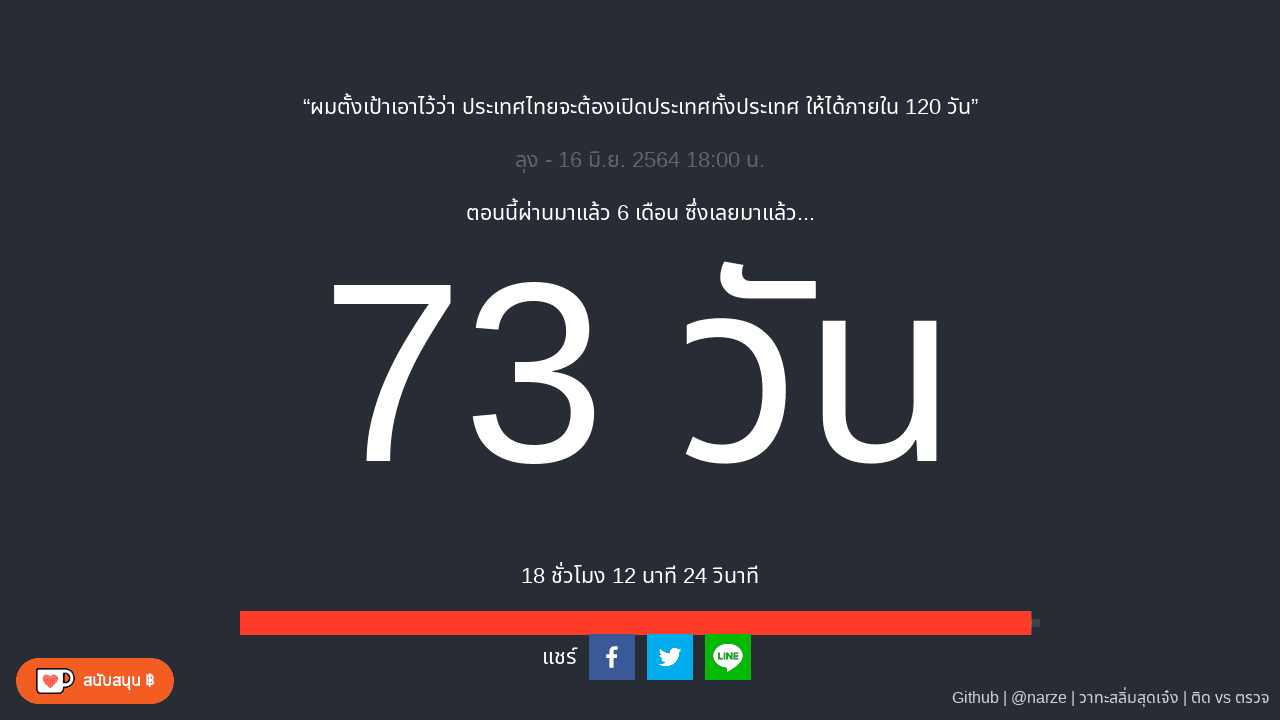 “ผมตั้งเป้าเอาไว้ว่า ประเทศไทยจะต้องเปิดประเทศทั้งประเทศ ให้ได้ภายใน 120 วัน”
ลุง - 16 มิ.ย. 2564 18:00 น.
ตอนนี้ผ่านมาแล้ว 6 เดือน ซึ่งเลยมาแล้ว...
73 วัน
18 ชั่วโมง 12 นาที 24 วินาที
แชร์
LINE
สนับสนุน ฿
Github | @narze | วาทะสลิ่มสุดเจ๋ง | ติด vs ตรวจ